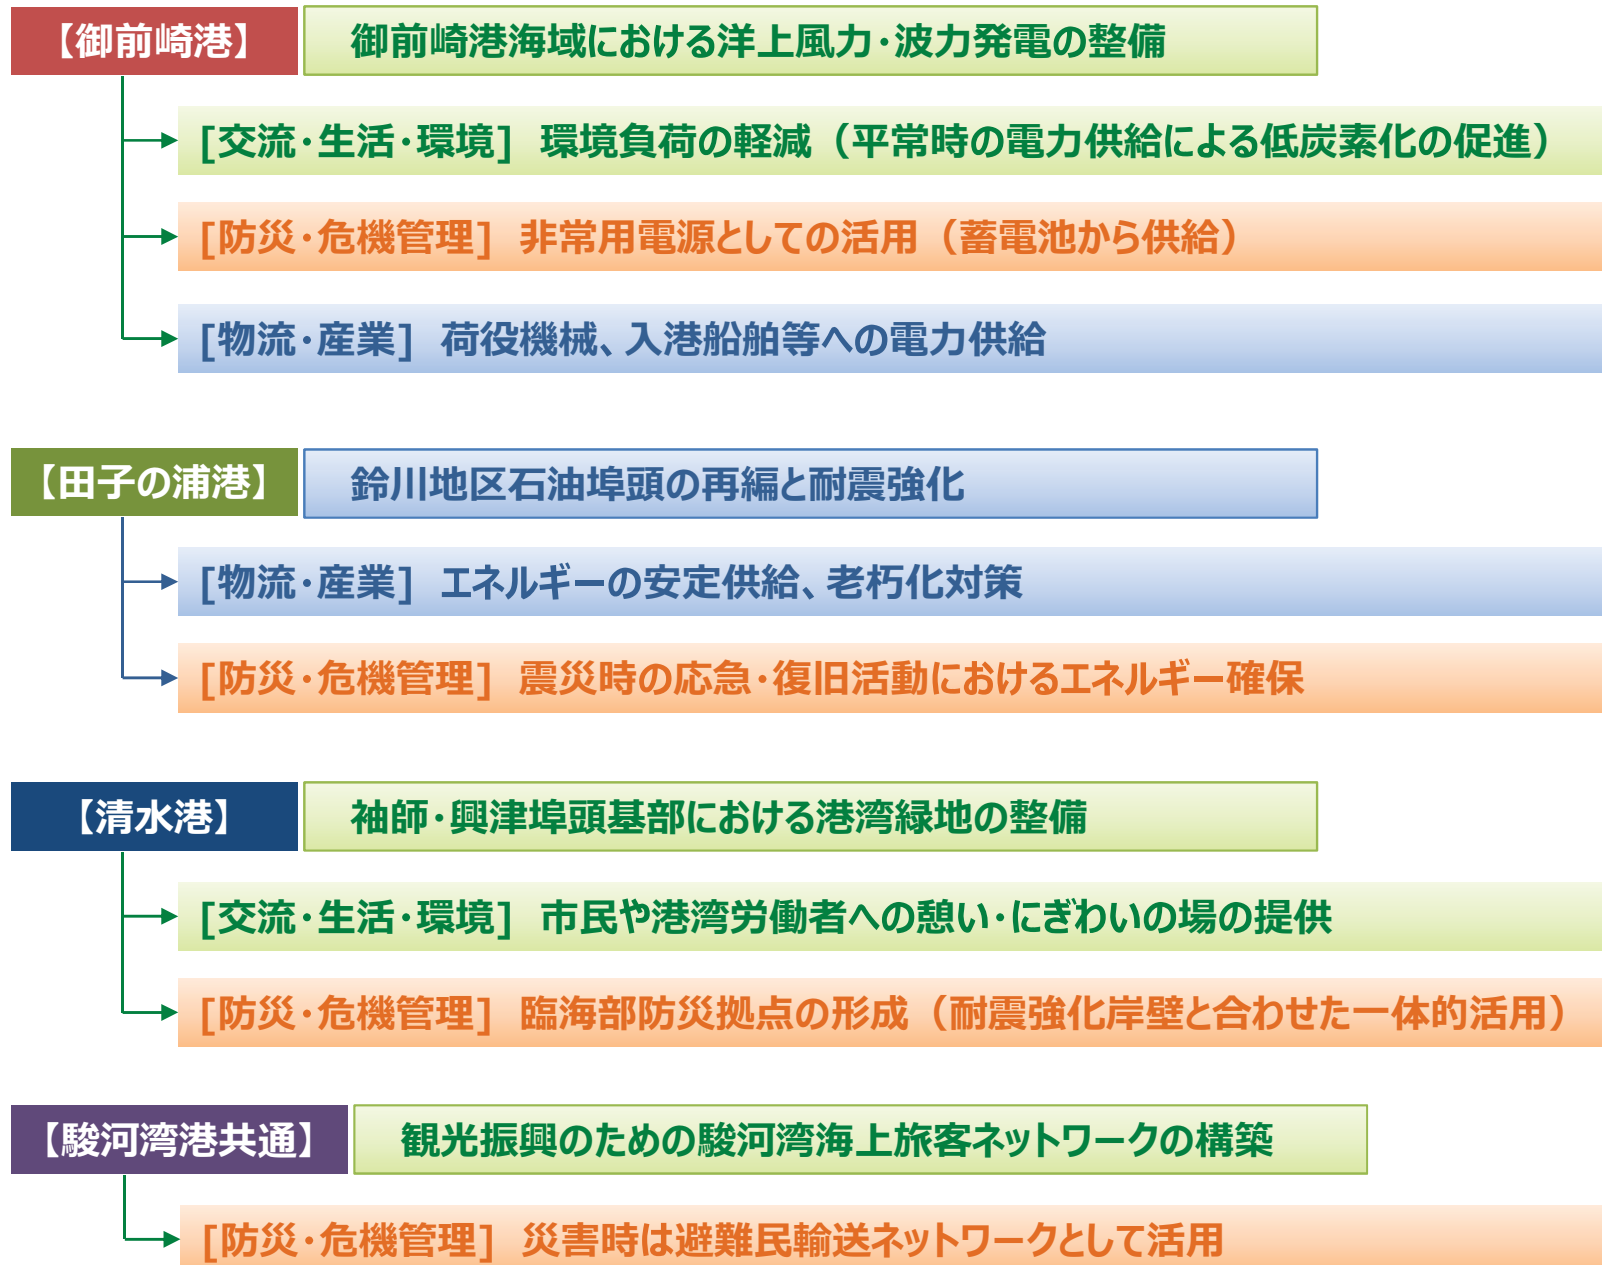 【御前崎港】 御前崎港海域における洋上風力・波力発電の整備
[交流・生活・環境] 環境負荷の軽減（平常時の電力供給による低炭素化の促進）
[防災・危機管理] 非常用電源としての活用（蓄電池から供給）
[物流・産業] 荷役機械、入港船舶等への電力供給
【田子の浦港】 鈴川地区石油埠頭の再編と耐震強化
[物流・産業] エネルギーの安定供給、老朽化対策
[防災・危機管理] 震災時の応急・復旧活動におけるエネルギー確保
【清水港】 袖師・興津埠頭基部における港湾緑地の整備
[交流・生活・環境] 市民や港湾労働者への憩い・にぎわいの場の提供
[防災・危機管理] 臨海部防災拠点の形成（耐震強化岸壁と合わせた一体的活用）
【駿河湾港共通】 観光振興のための駿河湾海上旅客ネットワークの構築
[防災・危機管理] 災害時は避難民輸送ネットワークとして活用